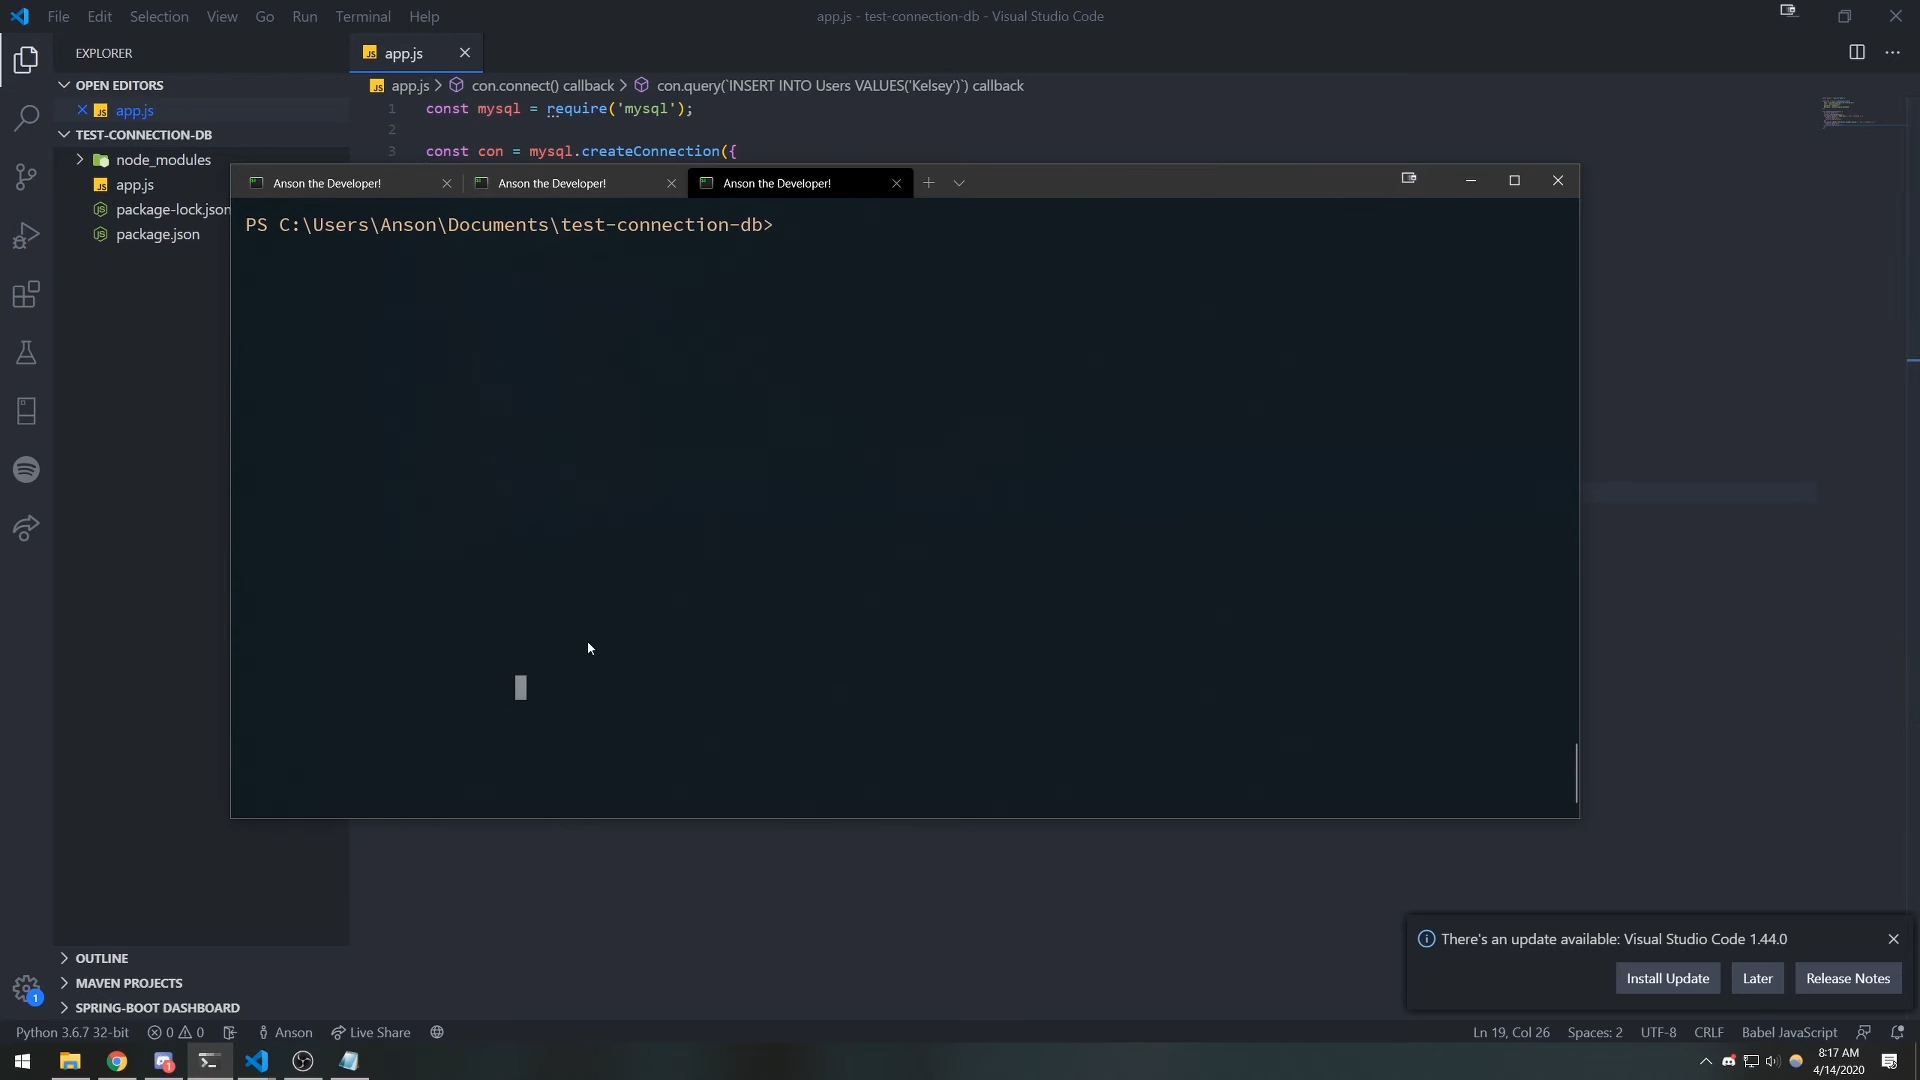 File Edit Selection View Go Run Terminal Help
app.js - test-connection-db - Visual Studio Code
EXPLORER
app.js
OPEN EDITORS
app.js
TEST-CONNECTION-DB
node_modules
app.js
package-lock.json
package.json
app.js > con.connect() callback > con.query(`INSERT INTO Users VALUES('Kelsey')`) callback
1 const mysql = require('mysql');
2
3 const con = mysql.createConnection({
Anson the Developer! Anson the Developer! Anson the Developer!
PS C:\Users\Anson\Documents\test-connection-db>
There's an update available: Visual Studio Code 1.44.0
Install Update Later Release Notes
OUTLINE
MAVEN PROJECTS
SPRING-BOOT DASHBOARD
1
Python 3.6.7 32-bit 0 0 Anson Live Share
Ln 19, Col 26 Spaces: 2 UTF-8 CRLF Babel JavaScript
8:17 AM
4/14/2020